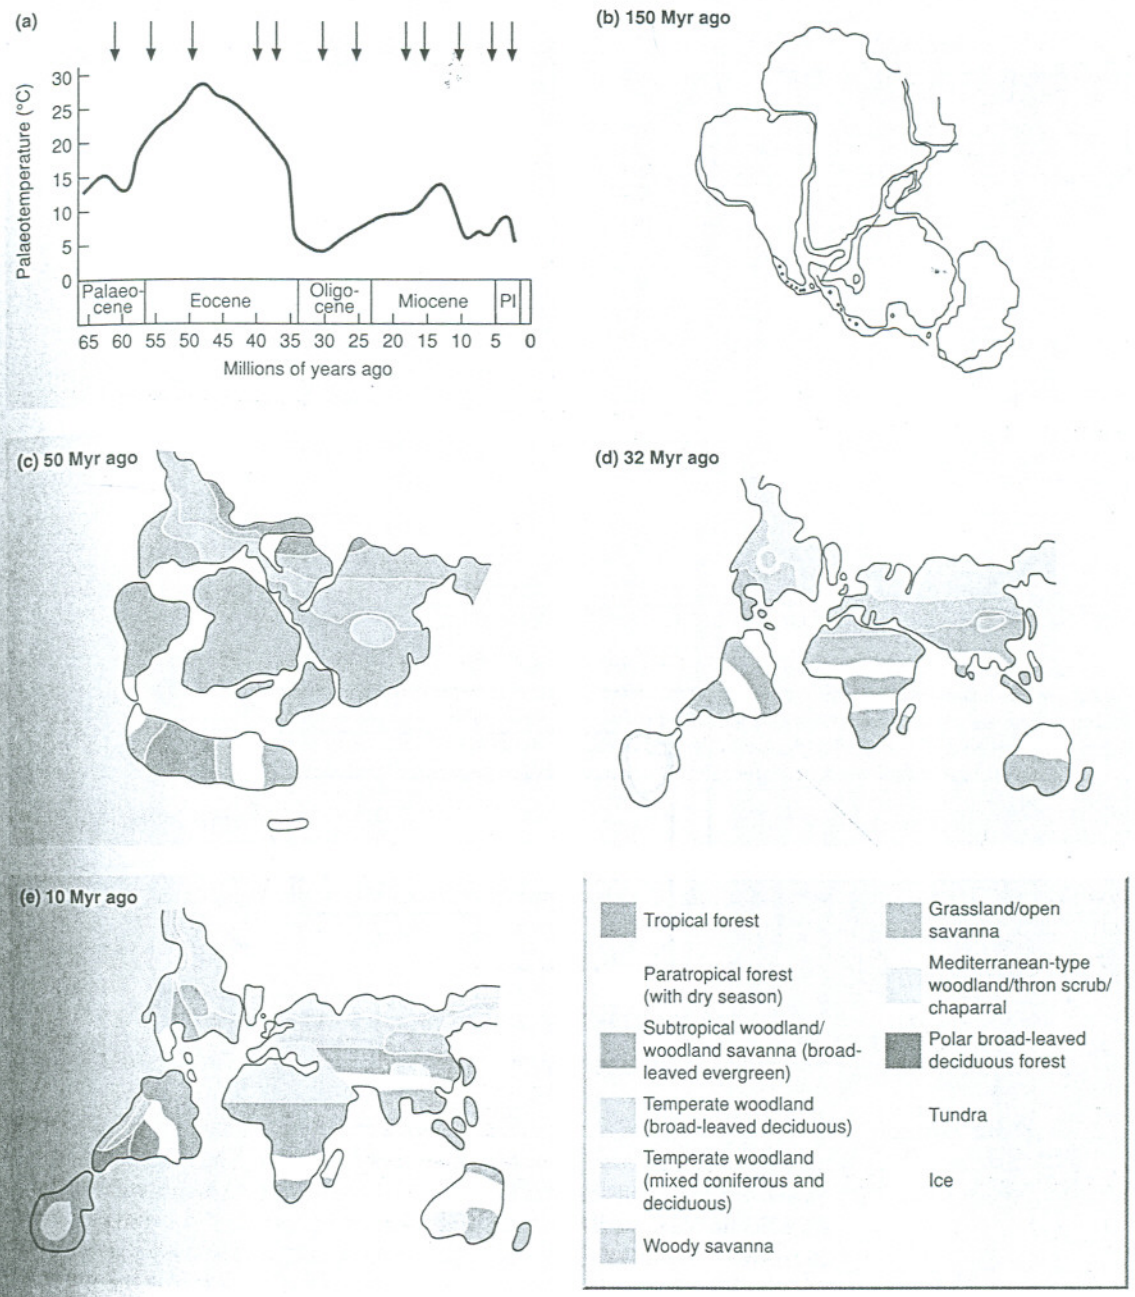 (a)
Palaeotemperature (°C)
30
25
20
15
10
5
0
Palaeo-
cene
Eocene
Oligo-
cene
Miocene
Pl
65 60 55 50 45 40 35 30 25 20 15 10 5 0
Millions of years ago
(b) 150 Myr ago
(c) 50 Myr ago
(d) 32 Myr ago
(e) 10 Myr ago
Tropical forest
Paratropical forest
(with dry season)
Subtropical woodland/
woodland savanna (broad-
leaved evergreen)
Temperate woodland
(broad-leaved deciduous)
Temperate woodland
(mixed coniferous and
deciduous)
Woody savanna
Grassland/open
savanna
Mediterranean-type
woodland/thron scrub/
chaparral
Polar broad-leaved
deciduous forest
Tundra
Ice